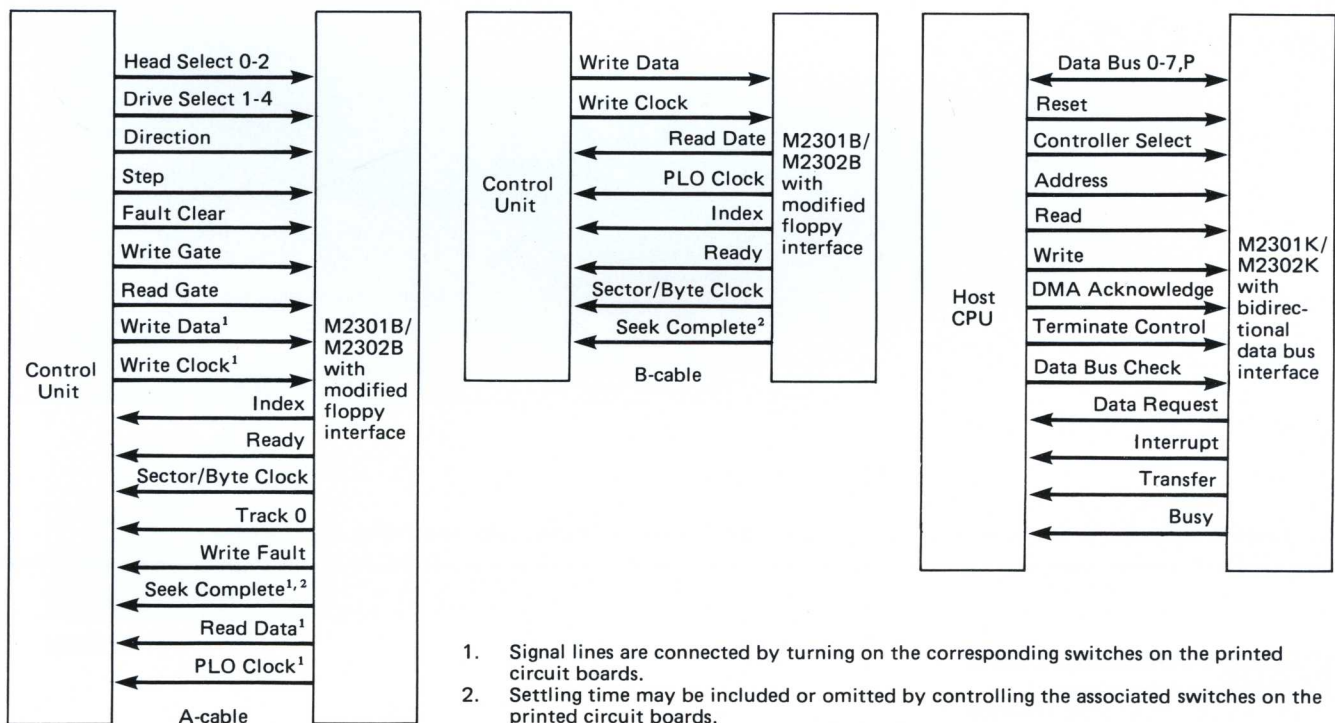 Control
Unit
Head Select 0-2
Drive Select 1-4
Direction
Step
Fault Clear
Write Gate
Read Gate
Write Data¹
Write Clock¹
Index
Ready
Sector/Byte Clock
Track 0
Write Fault
Seek Complete¹,²
Read Data¹
PLO Clock¹
A-cable
M2301B/
M2302B
with
modified
floppy
interface
Control
Unit
Write Data
Write Clock
Read Date
PLO Clock
Index
Ready
Sector/Byte Clock
Seek Complete²
B-cable
M2301B/
M2302B
with
modified
floppy
interface
Host
CPU
Data Bus 0-7,P
Reset
Controller Select
Address
Read
Write
DMA Acknowledge
Terminate Control
Data Bus Check
Data Request
Interrupt
Transfer
Busy
M2301K/
M2302K
with
bidirec-
tional
data bus
interface
1. Signal lines are connected by turning on the corresponding switches on the printed
circuit boards.
2. Settling time may be included or omitted by controlling the associated switches on the
printed circuit boards.